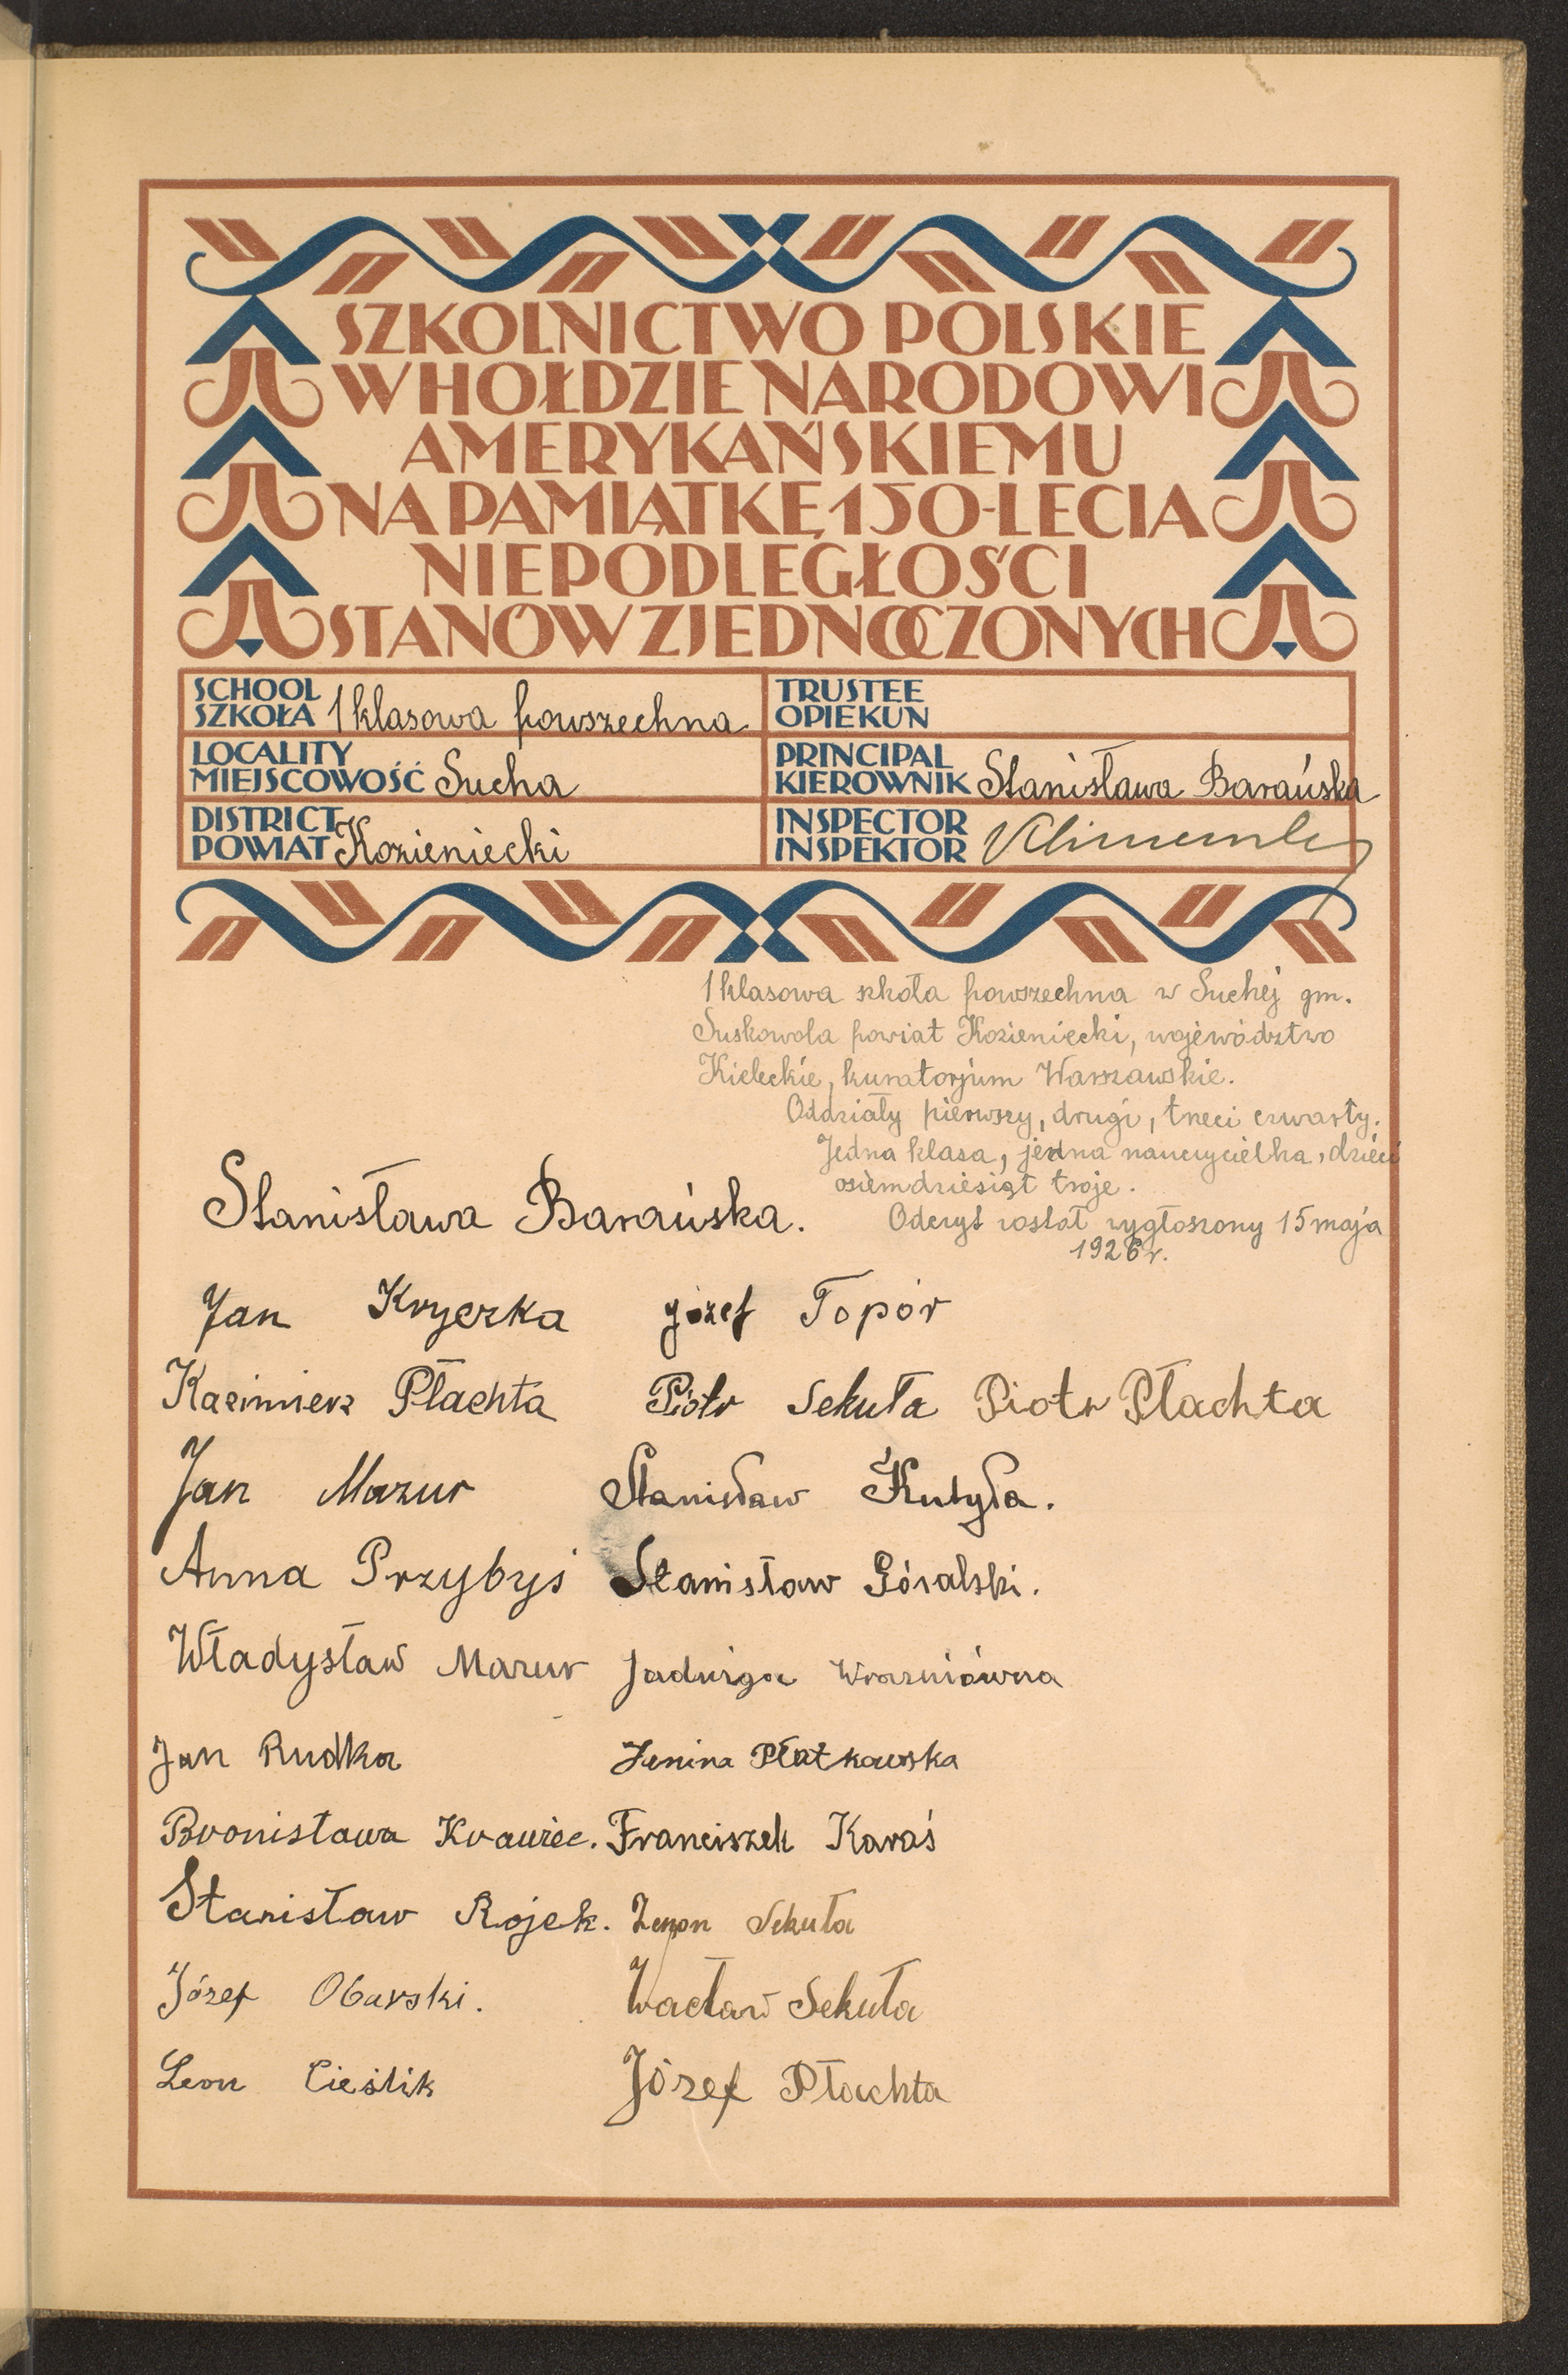 SZKOLNICTWO POLSKIE
W HOŁDZIE NARODOWI
AMERYKAŃSKIEMU
NA PAMIĄTKĘ 150-LECIA
NIEPODLEGŁOŚCI
STANÓW ZJEDNOCZONYCH
SCHOOL
SZKOŁA 1 klasowa powszechna
TRUSTEE
OPIEKUN
LOCALITY
MIEJSCOWOŚĆ Sucha
PRINCIPAL
KIEROWNIK Stanisława Barańska
DISTRICT
POWIAT Kozieniecki
INSPECTOR
INSPEKTOR
1 klasowa szkoła powszechna w Suchej gm.
Suskowola powiat Kozieniecki, województwo
Kieleckie, kuratorjum Warszawskie.
Oddziały pierwszy, drugi, trzeci czwarty.
Jedna klasa, jedna nauczycielka, dzieci
osiemdziesiąt troje.
Odczyt został wygłoszony 15 maja
1926 r.
Stanisława Barańska.
Jan Kryczka Józef Topór
Kazimierz Płachta Piotr Sekuła Piotr Płachta
Jan Mazur Stanisław Kutyła.
Anna Przybyś Stanisław Góralski.
Władysław Mazur Jadwiga Woźniówna
Jan Rudka Janina Płatkowska
Bronisława Krawiec. Franciszek Karaś
Stanisław Rojek. Zenon Sekuła
Józef Obarski. Wacław Sekuła
Leon Cieślik Józef Płachta